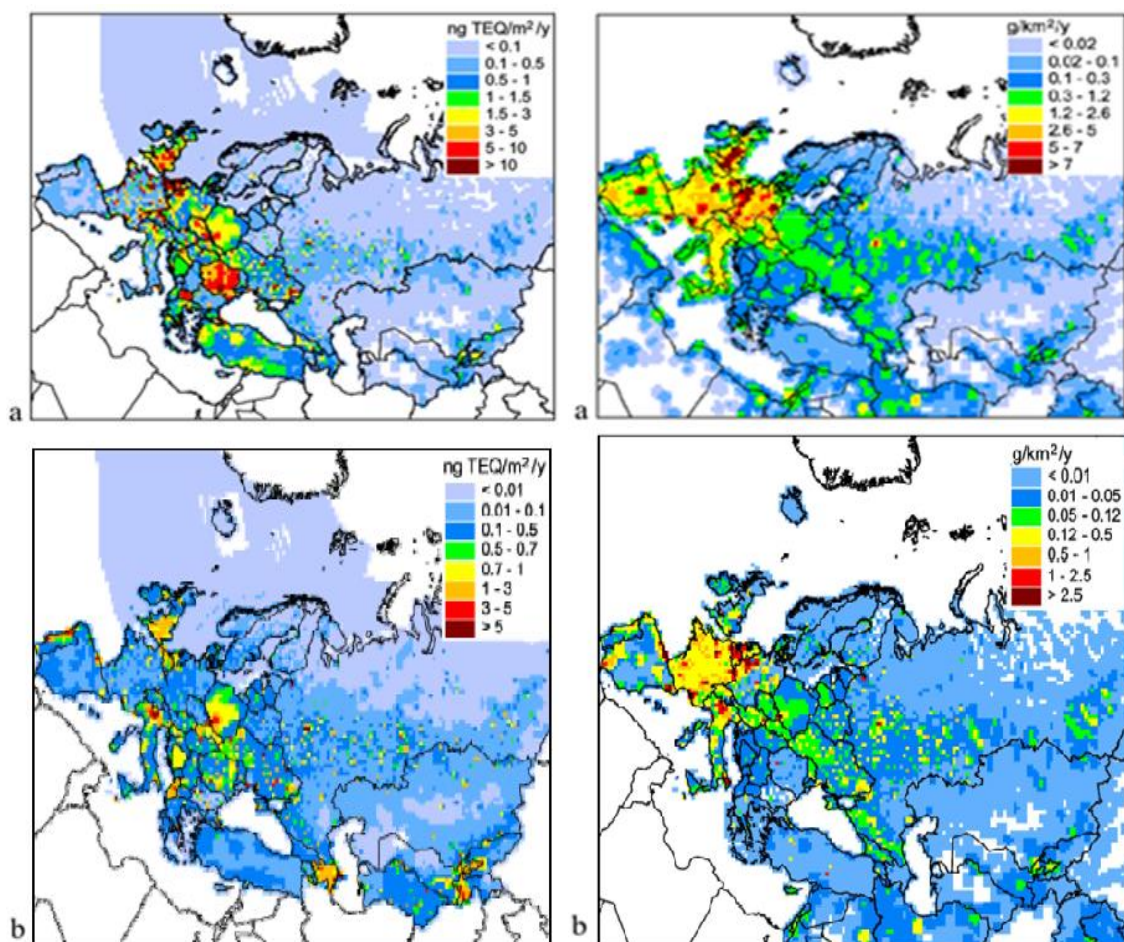 ng TEQ/m²/y
< 0.1
0.1 - 0.5
0.5 - 1
1 - 1.5
1.5 - 3
3 - 5
5 - 10
> 10
a
g/km²/y
< 0.02
0.02 - 0.1
0.1 - 0.3
0.3 - 1.2
1.2 - 2.6
2.6 - 5
5 - 7
> 7
a
ng TEQ/m²/y
< 0.01
0.01 - 0.1
0.1 - 0.5
0.5 - 0.7
0.7 - 1
1 - 3
3 - 5
> 5
b
g/km²/y
< 0.01
0.01 - 0.05
0.05 - 0.12
0.12 - 0.5
0.5 - 1
1 - 2.5
> 2.5
b